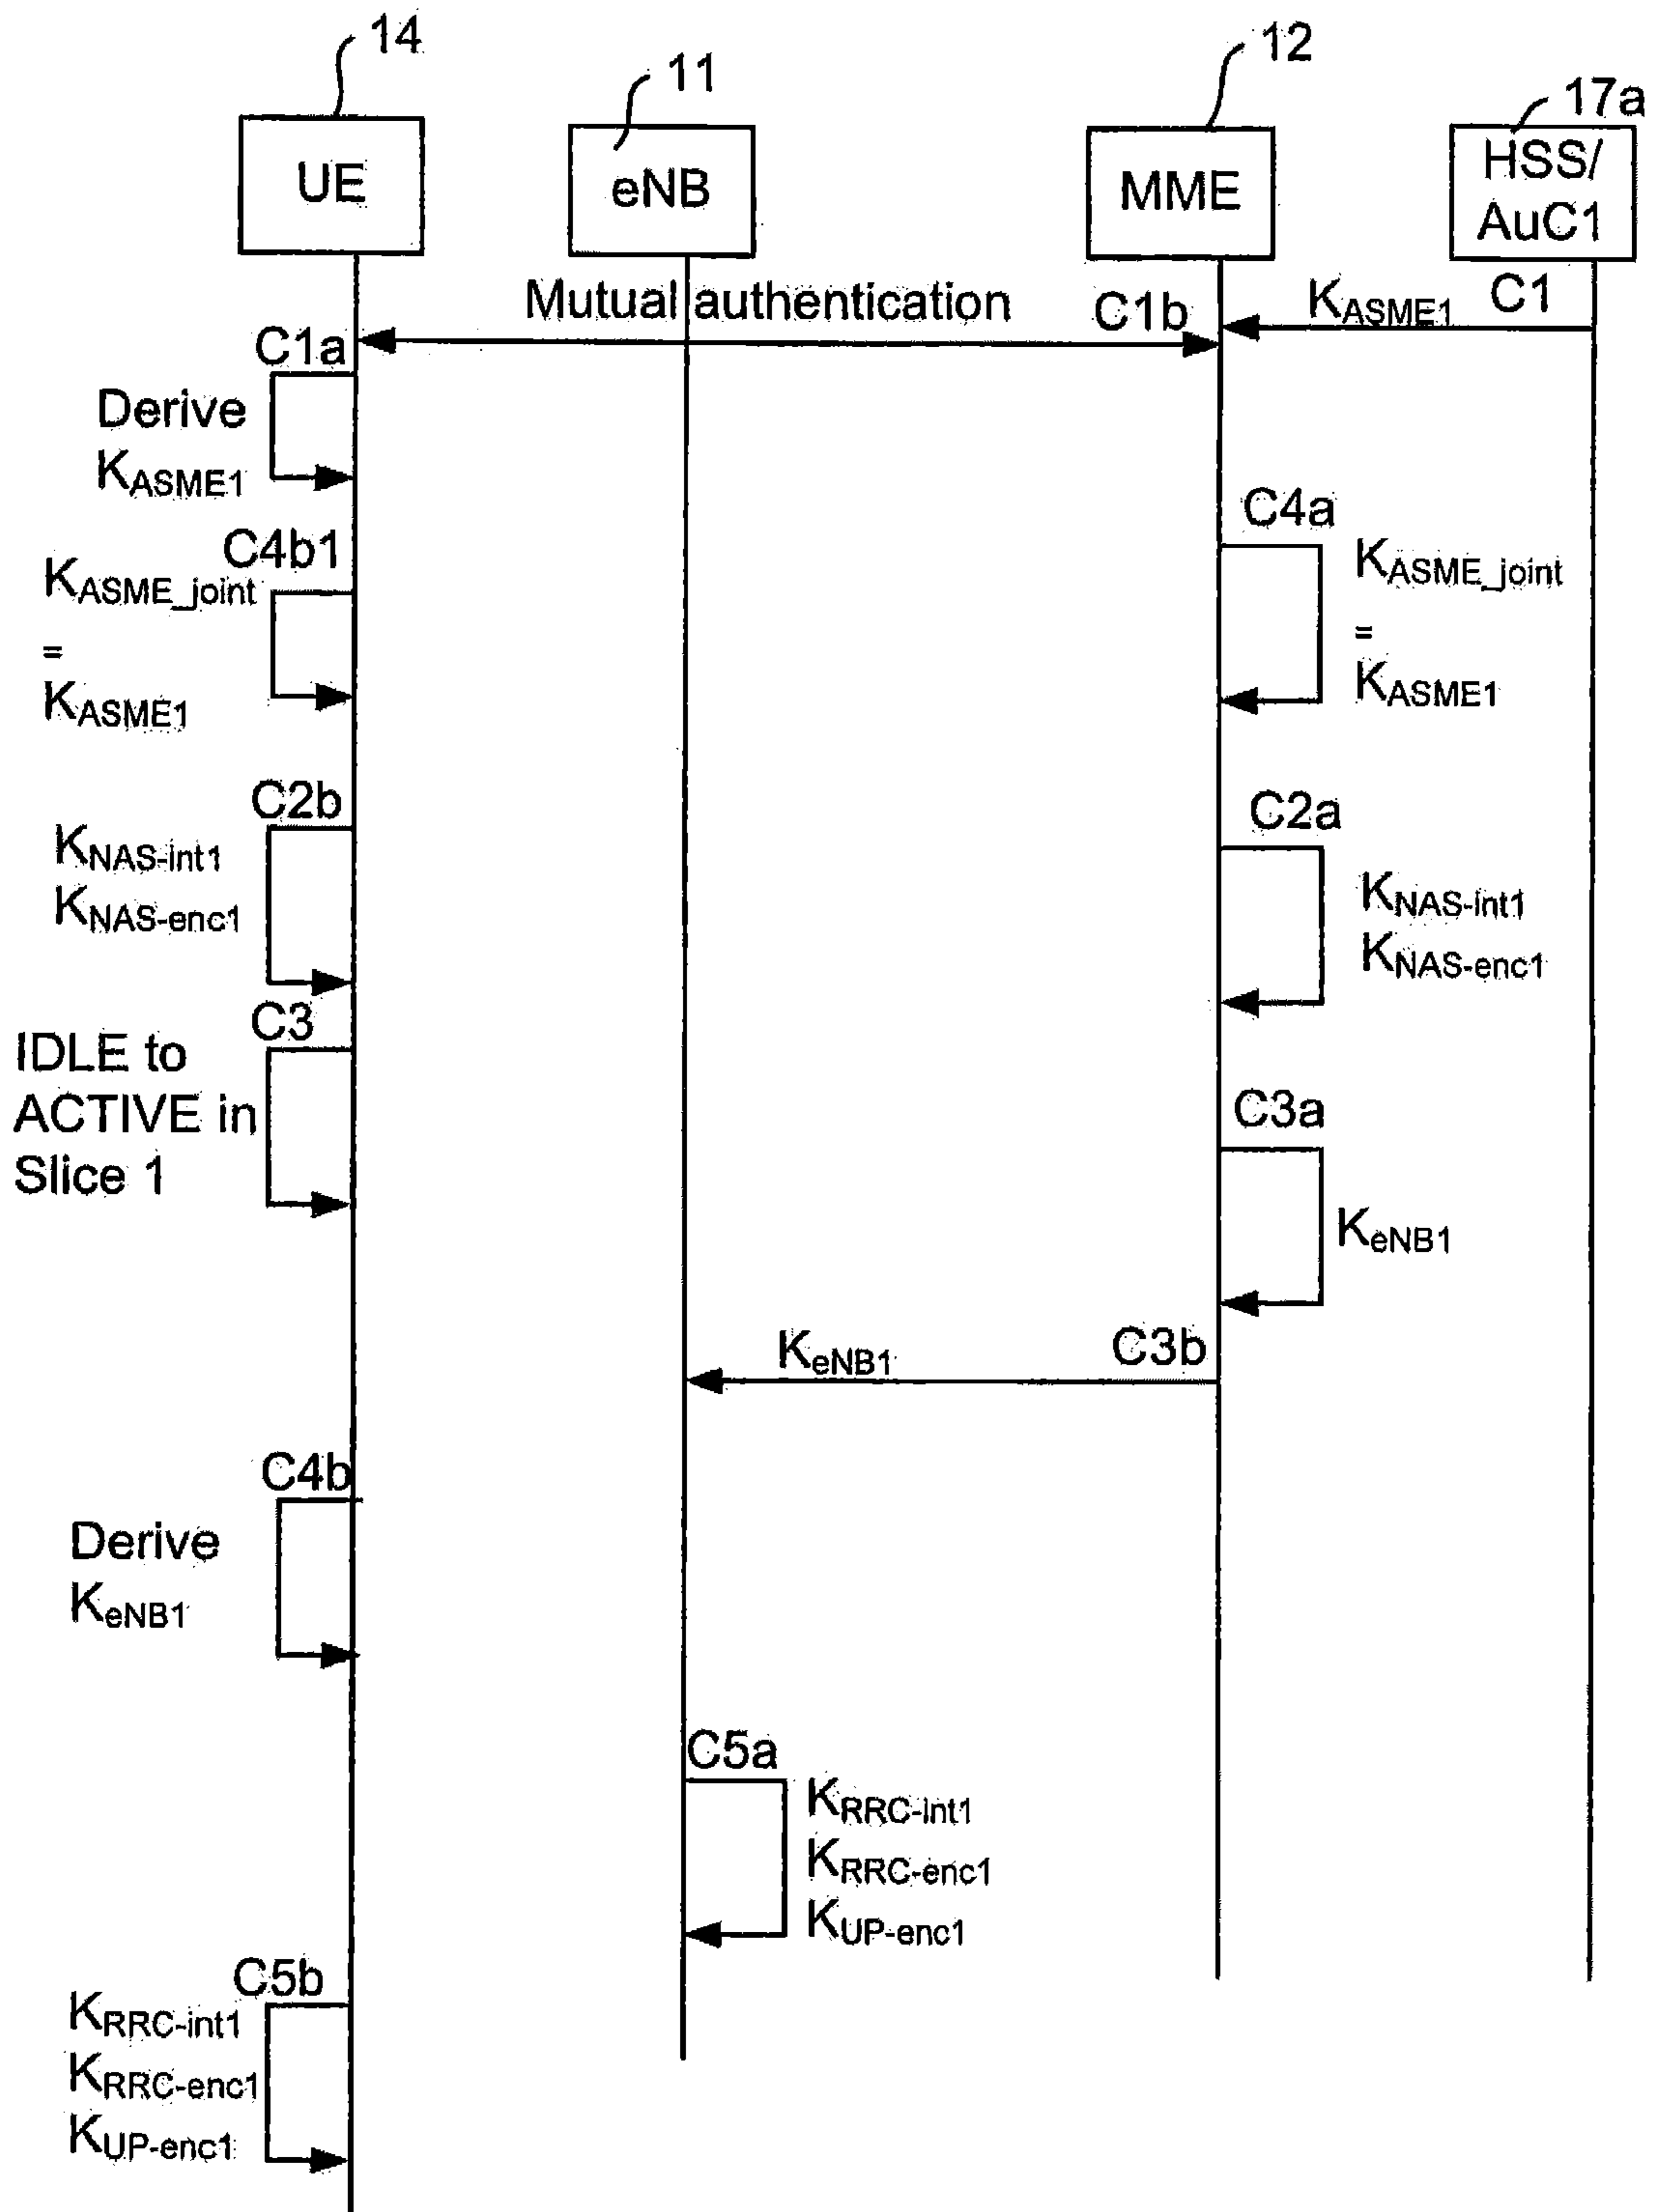 14
11
12
17a
UE
eNB
MME
HSS/
AuC1
Mutual authentication
C1b
KASME1
C1
C1a
Derive
KASME1
C4b1
KASME_joint
=
KASME1
C4a
KASME_joint
=
KASME1
C2b
KNAS-int1
KNAS-enc1
C2a
KNAS-int1
KNAS-enc1
C3
IDLE to
ACTIVE in
Slice 1
C3a
KeNB1
KeNB1
C3b
C4b
Derive
KeNB1
C5a
KRRC-int1
KRRC-enc1
KUP-enc1
C5b
KRRC-int1
KRRC-enc1
KUP-enc1